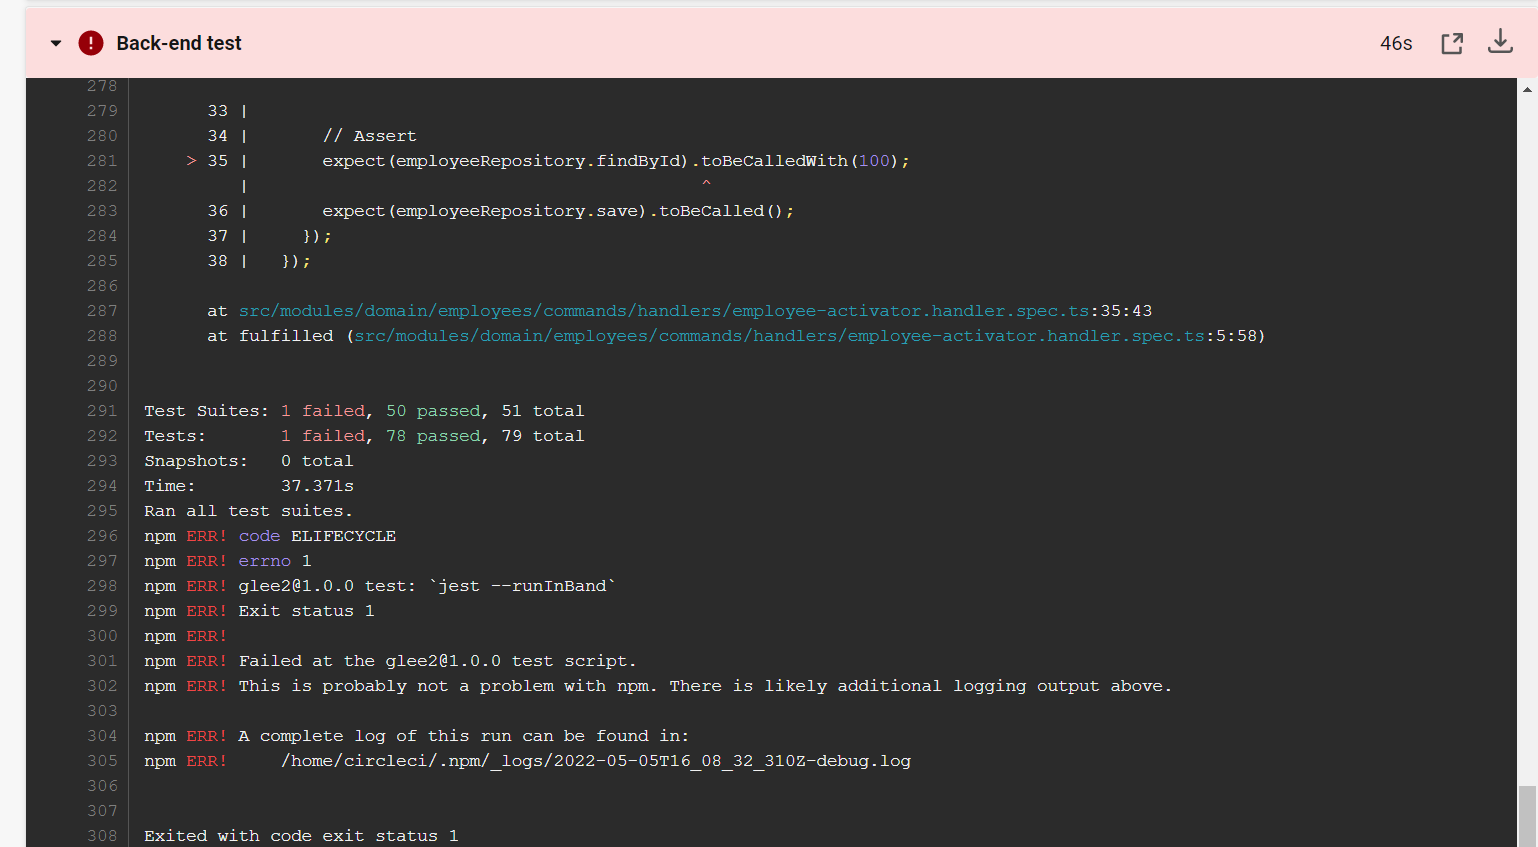 Back-end test 46s
278
279 33 |
280 34 | // Assert
281 > 35 | expect(employeeRepository.findById).toBeCalledWith(100);
282 | ^
283 36 | expect(employeeRepository.save).toBeCalled();
284 37 | });
285 38 | });
286
287 at src/modules/domain/employees/commands/handlers/employee-activator.handler.spec.ts:35:43
288 at fulfilled (src/modules/domain/employees/commands/handlers/employee-activator.handler.spec.ts:5:58)
289
290
291 Test Suites: 1 failed, 50 passed, 51 total
292 Tests: 1 failed, 78 passed, 79 total
293 Snapshots: 0 total
294 Time: 37.371s
295 Ran all test suites.
296 npm ERR! code ELIFECYCLE
297 npm ERR! errno 1
298 npm ERR! glee2@1.0.0 test: `jest --runInBand`
299 npm ERR! Exit status 1
300 npm ERR!
301 npm ERR! Failed at the glee2@1.0.0 test script.
302 npm ERR! This is probably not a problem with npm. There is likely additional logging output above.
303
304 npm ERR! A complete log of this run can be found in:
305 npm ERR! /home/circleci/.npm/_logs/2022-05-05T16_08_32_310Z-debug.log
306
307
308 Exited with code exit status 1